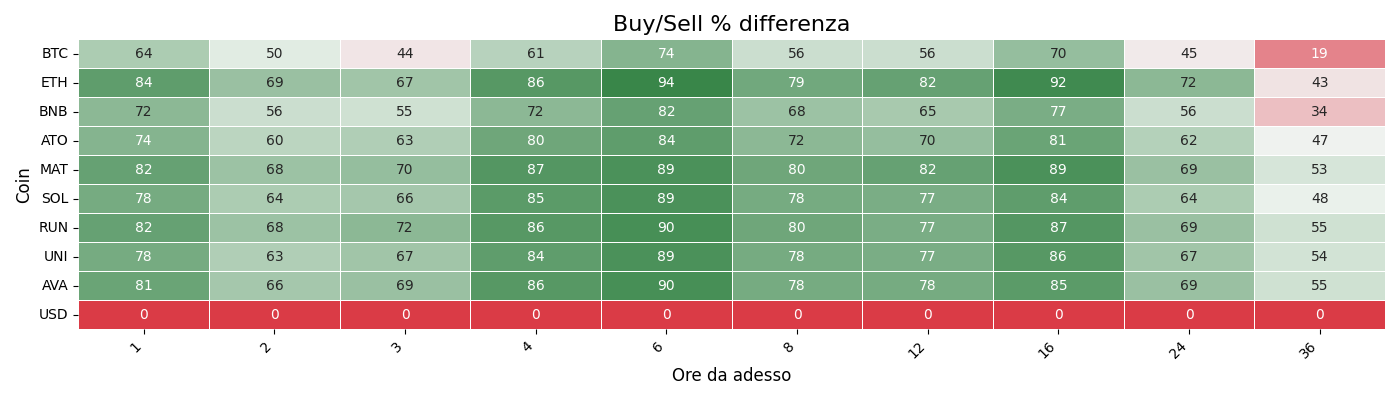 Buy/Sell % differenza
Coin
BTC 64 50 44 61 74 56 56 70 45 19
ETH 84 69 67 86 94 79 82 92 72 43
BNB 72 56 55 72 82 68 65 77 56 34
ATO 74 60 63 80 84 72 70 81 62 47
MAT 82 68 70 87 89 80 82 89 69 53
SOL 78 64 66 85 89 78 77 84 64 48
RUN 82 68 72 86 90 80 77 87 69 55
UNI 78 63 67 84 89 78 77 86 67 54
AVA 81 66 69 86 90 78 78 85 69 55
USD 0 0 0 0 0 0 0 0 0 0
1 2 3 4 6 8 12 16 24 36
Ore da adesso